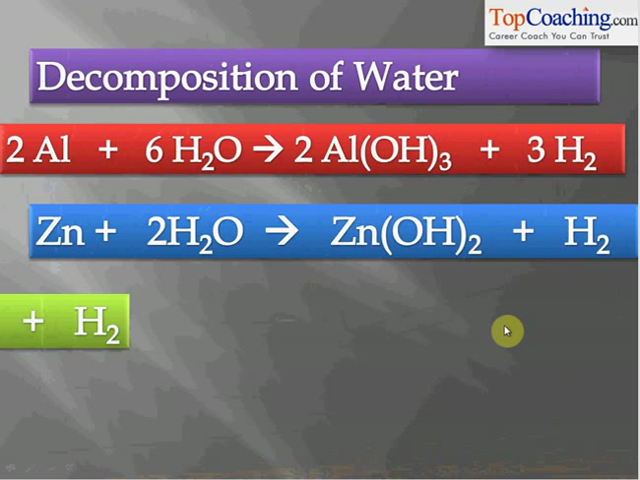 TopCoaching.com
Career Coach You Can Trust
Decomposition of Water
2 Al + 6 H₂O → 2 Al(OH)₃ + 3 H₂
Zn + 2H₂O → Zn(OH)₂ + H₂
+ H₂